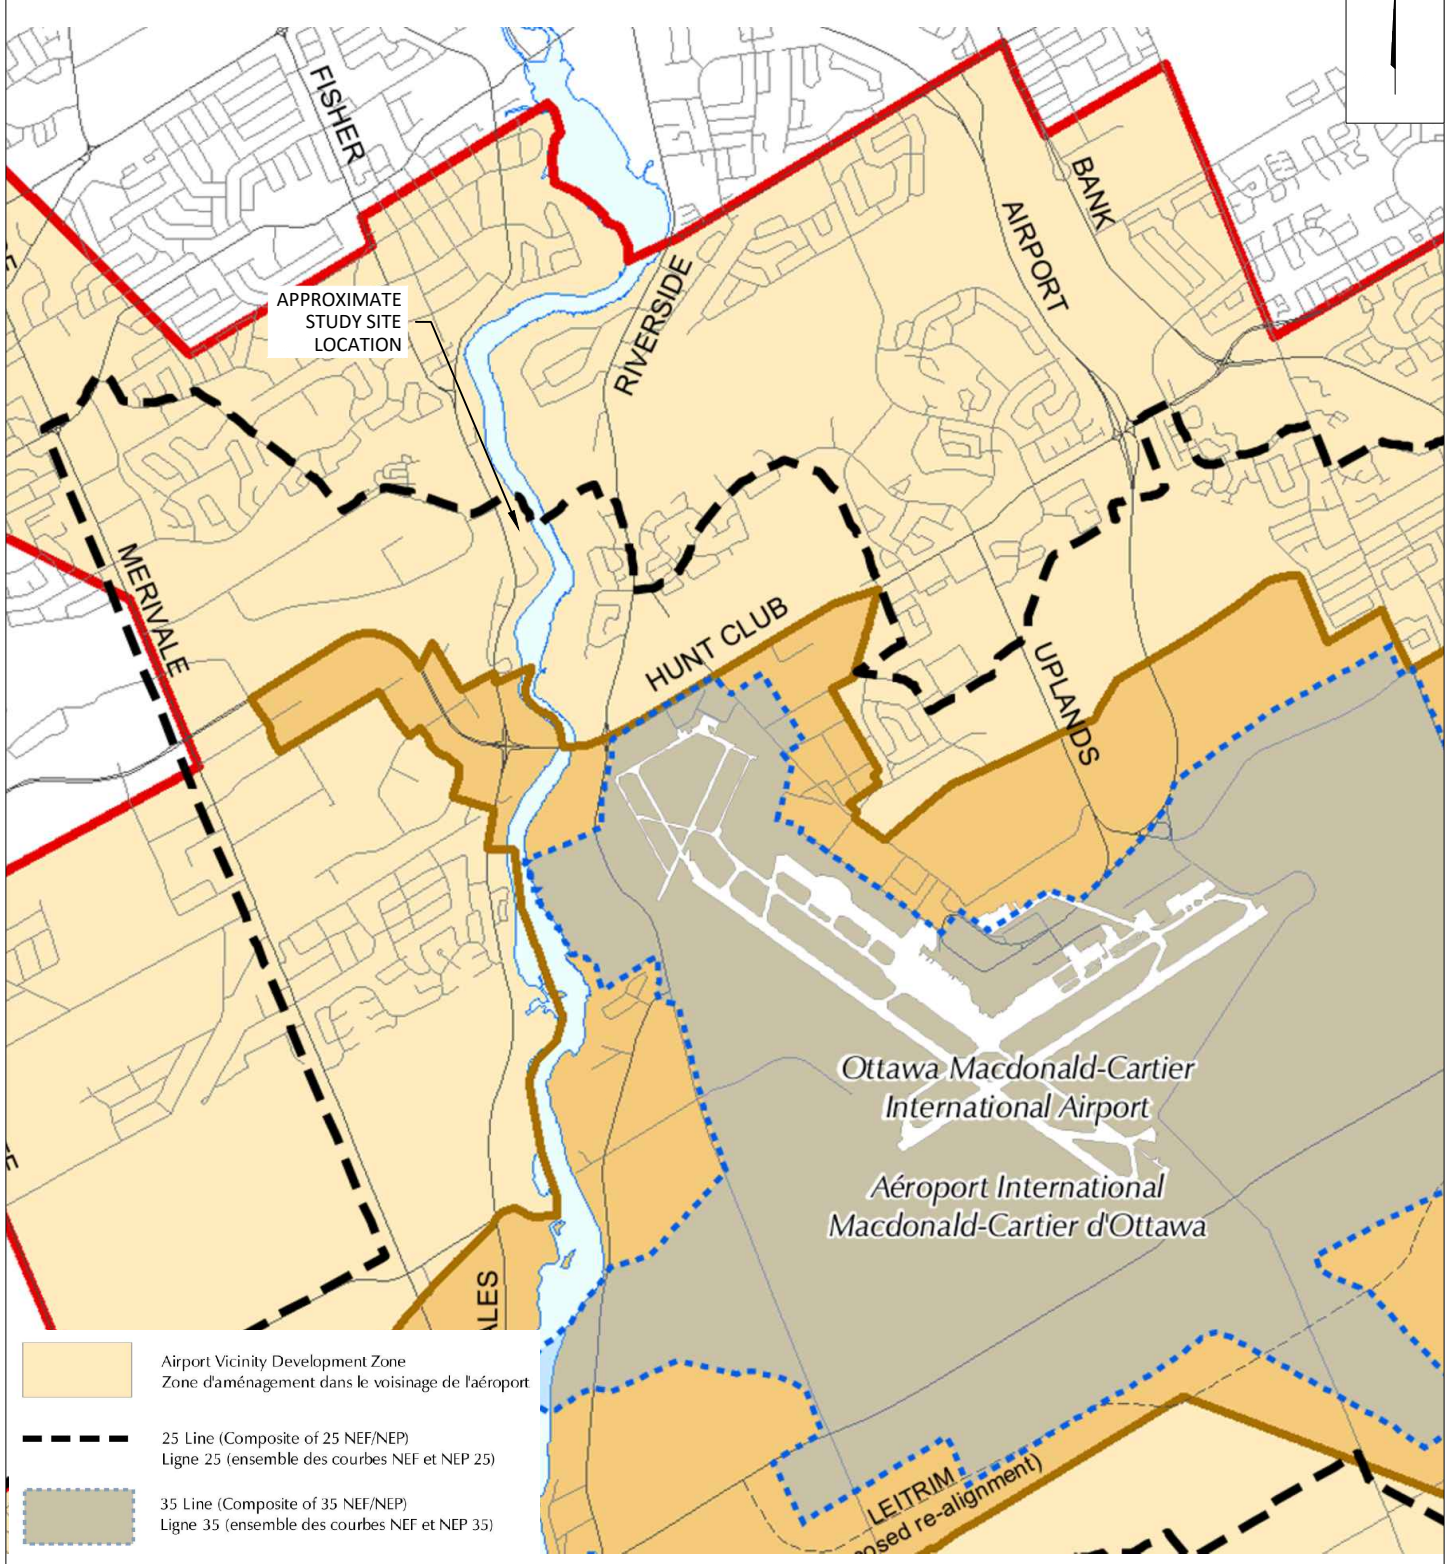 FISHER
BANK
AIRPORT
RIVERSIDE
APPROXIMATE
STUDY SITE
LOCATION
MERIVALE
HUNT CLUB
UPLANDS
Ottawa Macdonald-Cartier
International Airport
Aéroport International
Macdonald-Cartier d'Ottawa
ALES
LEITRIM
posed re-alignment)
Airport Vicinity Development Zone
Zone d'aménagement dans le voisinage de l'aéroport
25 Line (Composite of 25 NEF/NEP)
Ligne 25 (ensemble des courbes NEF et NEP 25)
35 Line (Composite of 35 NEF/NEP)
Ligne 35 (ensemble des courbes NEF et NEP 35)